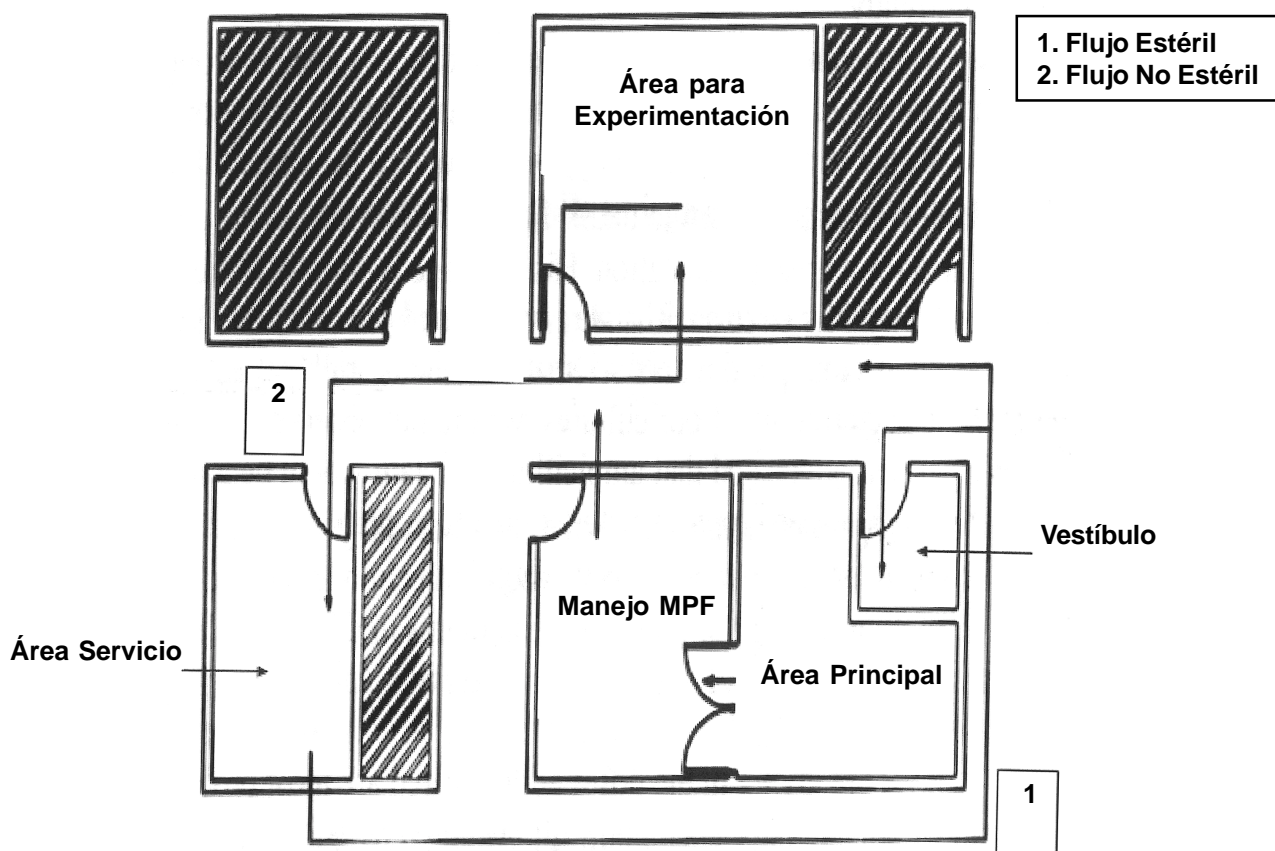 1. Flujo Estéril
2. Flujo No Estéril
Área para
Experimentación
2
Vestíbulo
Manejo MPF
Área Servicio
Área Principal
1